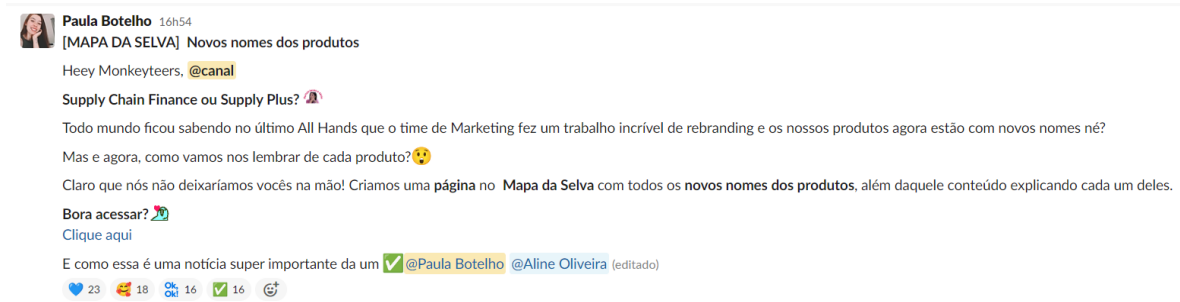 Paula Botelho 16h54
[MAPA DA SELVA] Novos nomes dos produtos
Heey Monkeyteers, @canal
Supply Chain Finance ou Supply Plus?
Todo mundo ficou sabendo no último All Hands que o time de Marketing fez um trabalho incrível de rebranding e os nossos produtos agora estão com novos nomes né?
Mas e agora, como vamos nos lembrar de cada produto?😲
Claro que nós não deixaríamos vocês na mão! Criamos uma página no Mapa da Selva com todos os novos nomes dos produtos, além daquele conteúdo explicando cada um deles.
Bora acessar?
Clique aqui
E como essa é uma notícia super importante da um ✅ @Paula Botelho @Aline Oliveira (editado)
💙 23 🥰 18 Ok, Ok! 16 ✅ 16